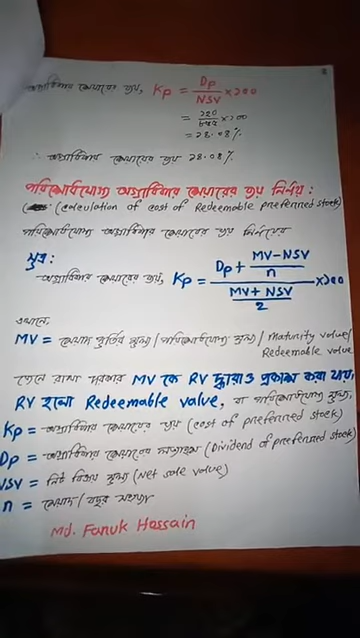 অগ্রাধিকার শেয়ারের ব্যয়, Kp = Dp/NSV ×১০০
= ১২০/৮৫৫ ×১০০
= ১৪.০৪%
∴ অগ্রাধিকার শেয়ারের ব্যয় ১৪.০৪%
পরিশোধযোগ্য অগ্রাধিকার শেয়ারের ব্যয় নির্ণয় :
(Calculation of cost of Redeemable preferred stock)
পরিশোধযোগ্য অগ্রাধিকার শেয়ারের ব্যয় নির্ণয়ের
সূত্র :
অগ্রাধিকার শেয়ারের ব্যয়, Kp = (Dp + (MV - NSV)/n) / ((MV + NSV)/2) ×১০০
এখানে,
MV = মেয়াদ পূর্তির মূল্য / পরিশোধযোগ্য মূল্য / Maturity value/
Redeemable value
জেনে রাখা দরকার MV কে RV দ্বারাও প্রকাশ করা যায়,
RV হলো Redeemable value, বা পরিশোধযোগ্য মূল্য,
Kp = অগ্রাধিকার শেয়ারের ব্যয় (cost of preferred stock)
Dp = অগ্রাধিকার শেয়ারের লভ্যাংশ (Dividend of preferred stock)
NSV = নিট বিক্রয় মূল্য (Net sale value)
n = মেয়াদ / বছর সংখ্যা
Md. Faruk Hossain